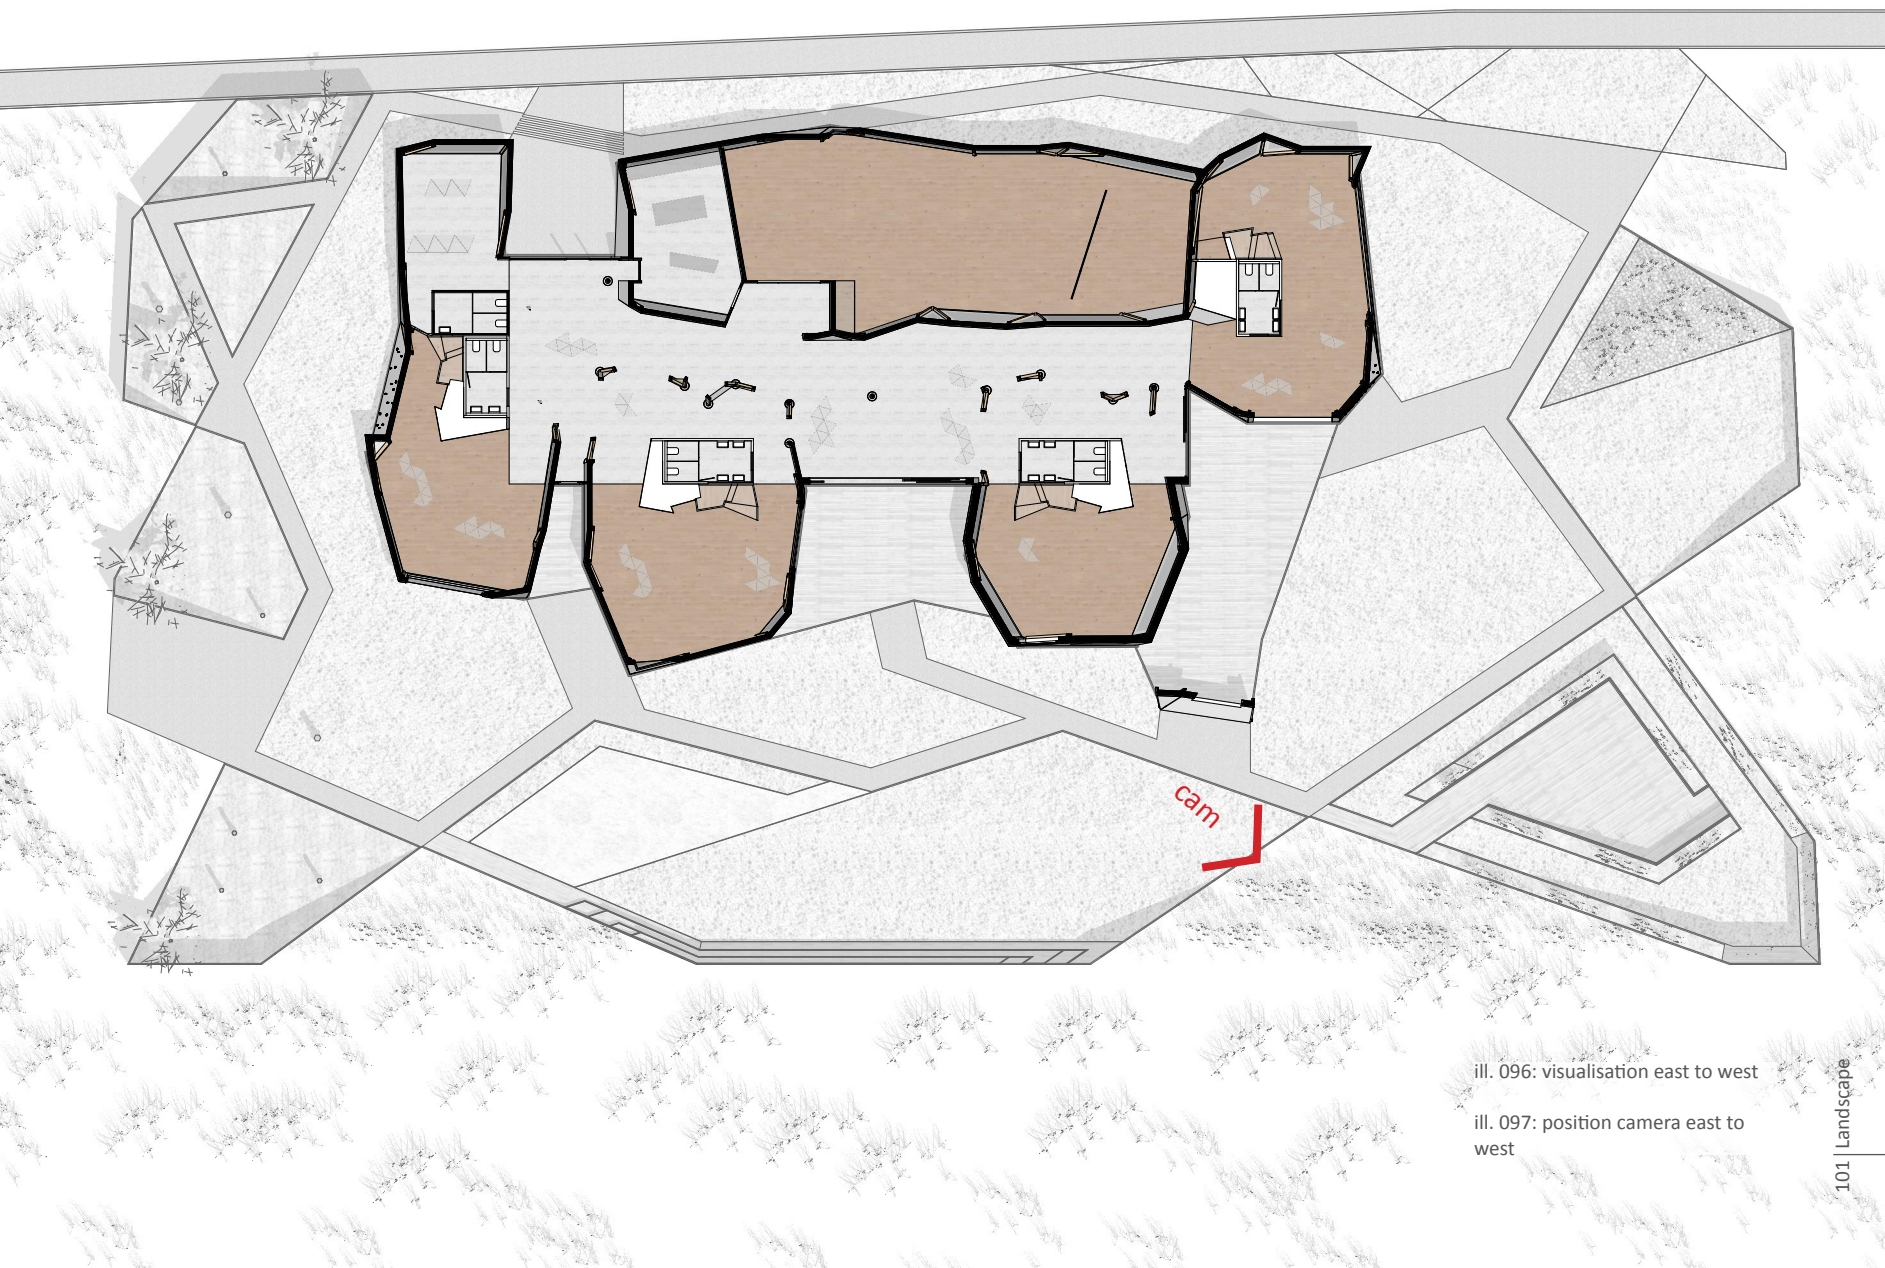 cam
ill. 096: visualisation east to west
ill. 097: position camera east to
west
101 | Landscape